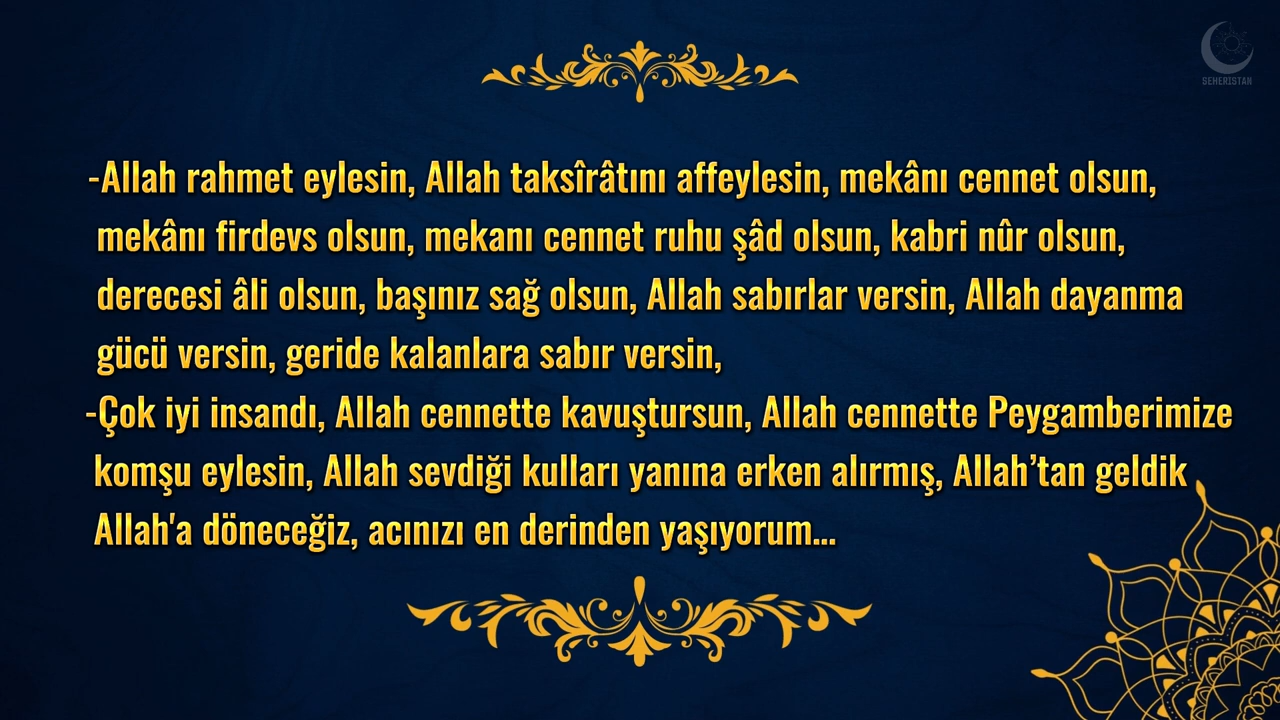 SEHERISTAN
-Allah rahmet eylesin, Allah taksîrâtını affeylesin, mekânı cennet olsun,
mekânı firdevs olsun, mekanı cennet ruhu şâd olsun, kabri nûr olsun,
derecesi âli olsun, başınız sağ olsun, Allah sabırlar versin, Allah dayanma
gücü versin, geride kalanlara sabır versin,
-Çok iyi insandı, Allah cennette kavuştursun, Allah cennette Peygamberimize
komşu eylesin, Allah sevdiği kulları yanına erken alırmış, Allah’tan geldik
Allah'a döneceğiz, acınızı en derinden yaşıyorum...